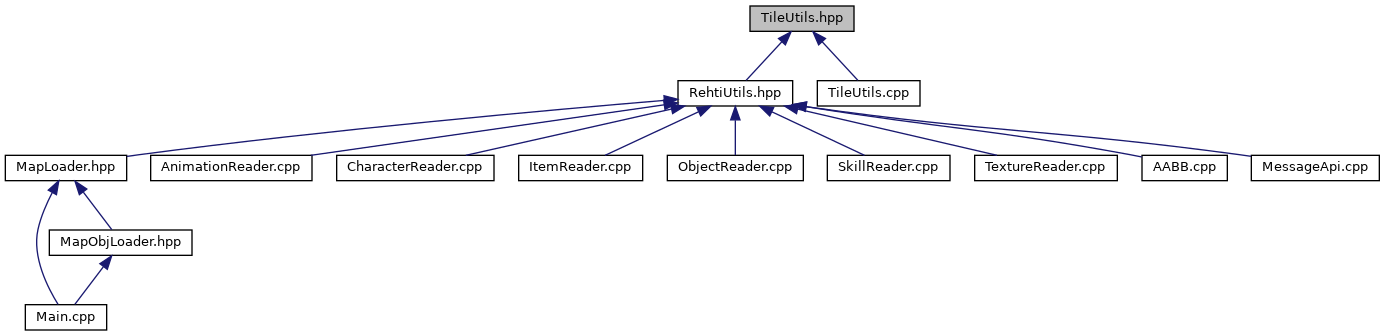 TileUtils.hpp
RehtiUtils.hpp
TileUtils.cpp
MapLoader.hpp
AnimationReader.cpp
CharacterReader.cpp
ItemReader.cpp
ObjectReader.cpp
SkillReader.cpp
TextureReader.cpp
AABB.cpp
MessageApi.cpp
MapObjLoader.hpp
Main.cpp